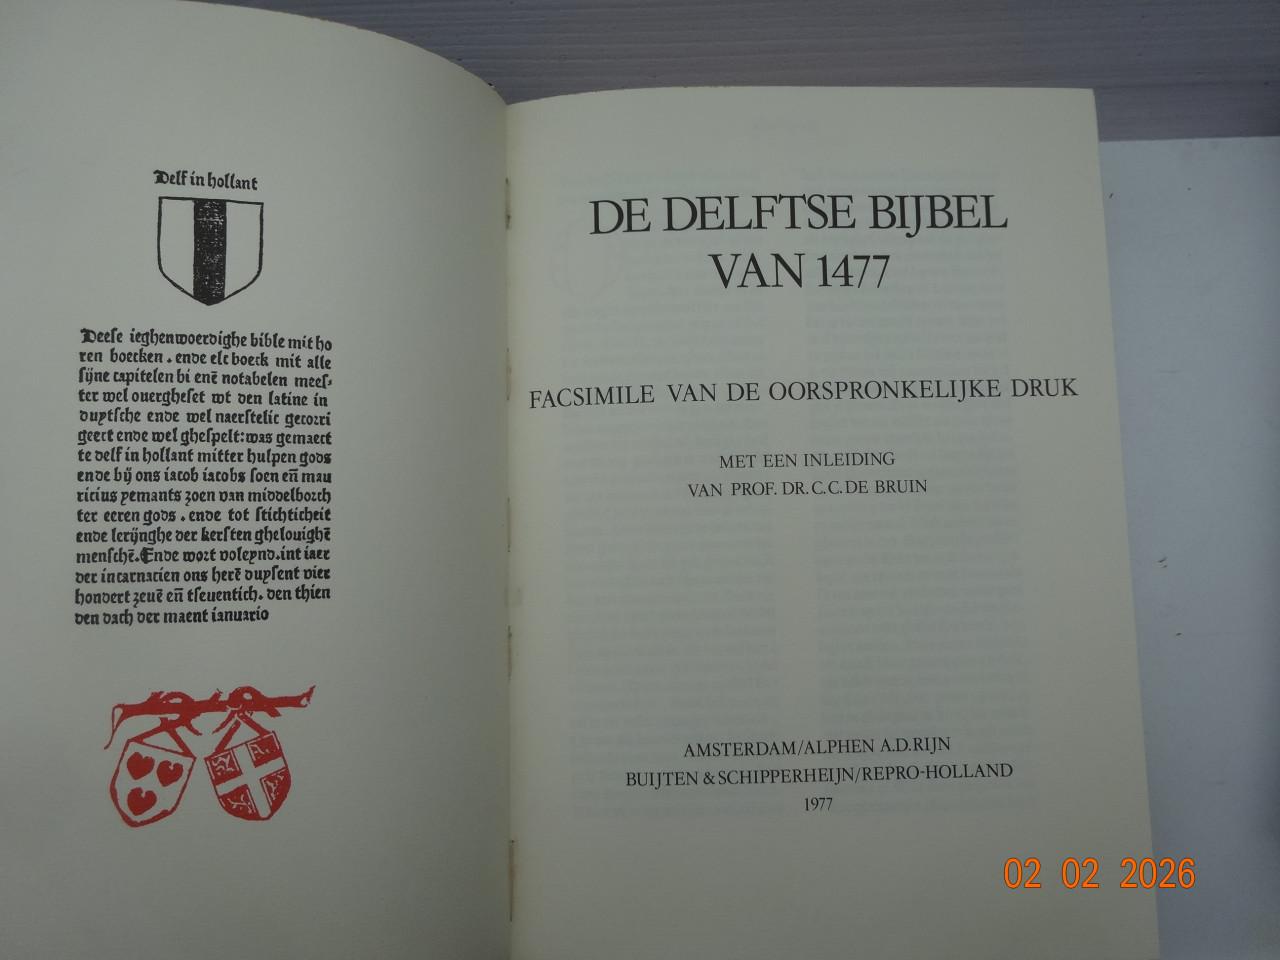 Delf in hollant
Deese ieghenwoerdighe bible mit ho
ren boecken . ende elc boeck mit alle
sijne capitelen bi enē notabelen mees⸗
ter wel ouergheset wt den latine in
duytsche ende wel naerstelic gecorri
geert ende wel ghespelt: was gemaect
te delf in hollant mitter hulpen gods
ende bij ons iacob iacobs soen eñ mau
ricius yemants zoen van middelborch
ter eeren gods . ende tot stichticheit
ende lerijnghe der kersten ghelouighē
menschē. Ende wort voleynd. int iaer
der incarnacien ons herē duysent vier
hondert zeuē eñ tseuentich. den thien
den dach der maent ianuario
DE DELFTSE BIJBEL
VAN 1477
FACSIMILE VAN DE OORSPRONKELIJKE DRUK
MET EEN INLEIDING
VAN PROF. DR. C. C. DE BRUIN
AMSTERDAM/ALPHEN A.D. RIJN
BUIJTEN & SCHIPPERHEIJN/REPRO-HOLLAND
1977
02 02 2026